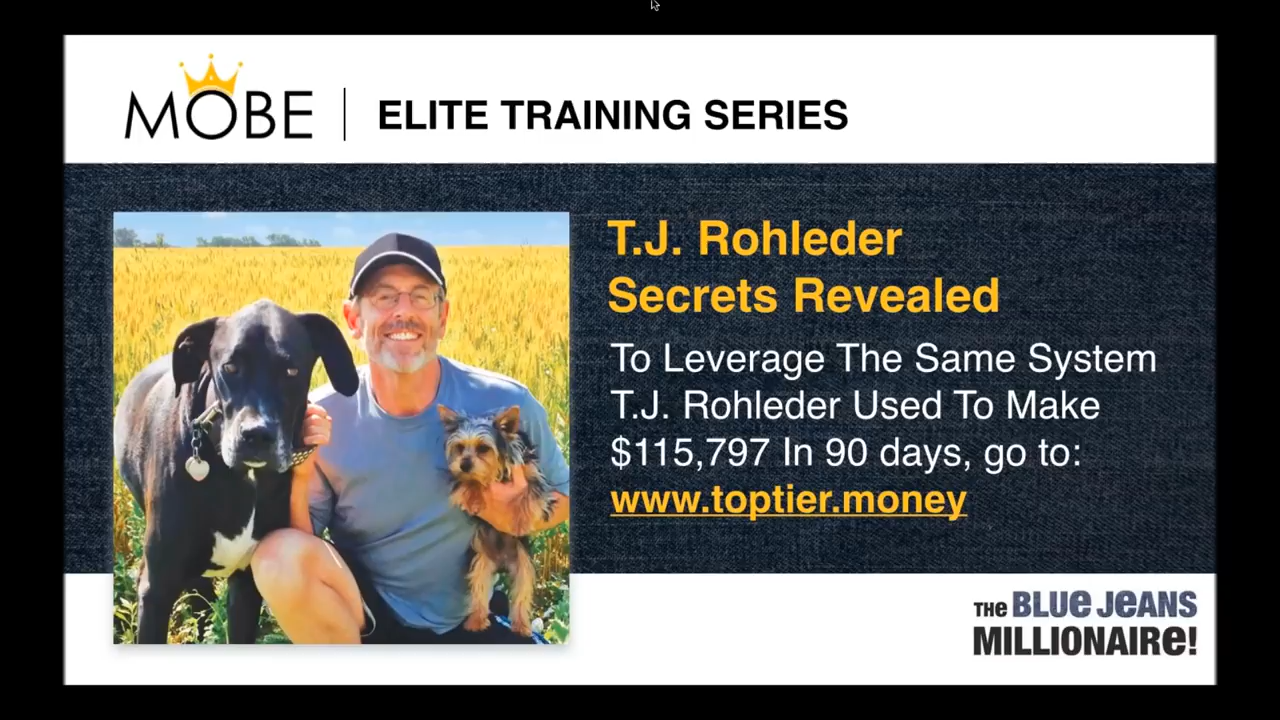 MOBE
ELITE TRAINING SERIES
T.J. Rohleder
Secrets Revealed
To Leverage The Same System
T.J. Rohleder Used To Make
$115,797 In 90 days, go to:
www.toptier.money
THE BLUE JEANS
MILLIONAIRE!